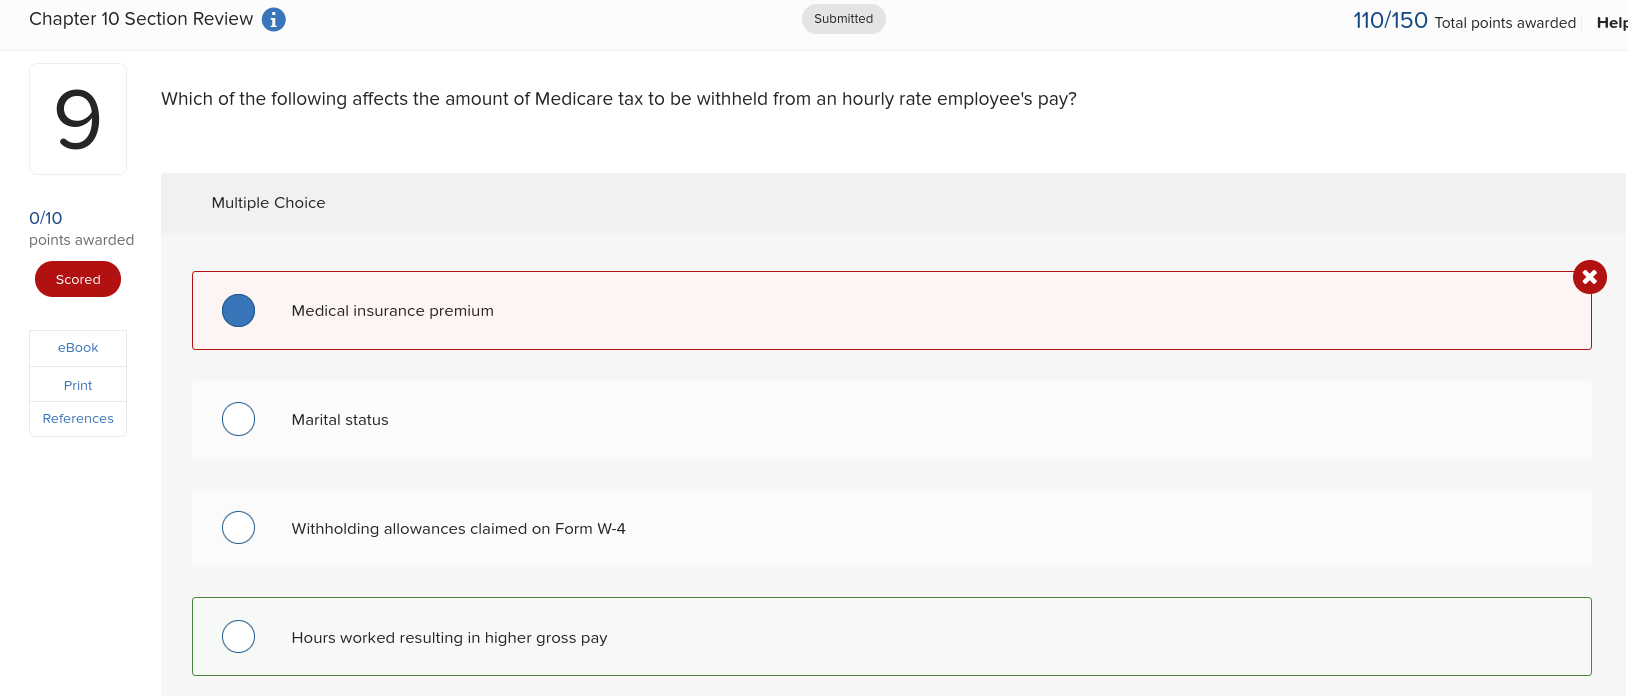 Chapter 10 Section Review i
Submitted
110/150 Total points awarded
Help
9
Which of the following affects the amount of Medicare tax to be withheld from an hourly rate employee's pay?
0/10
points awarded
Scored
eBook
Print
References
Multiple Choice
Medical insurance premium
Marital status
Withholding allowances claimed on Form W-4
Hours worked resulting in higher gross pay